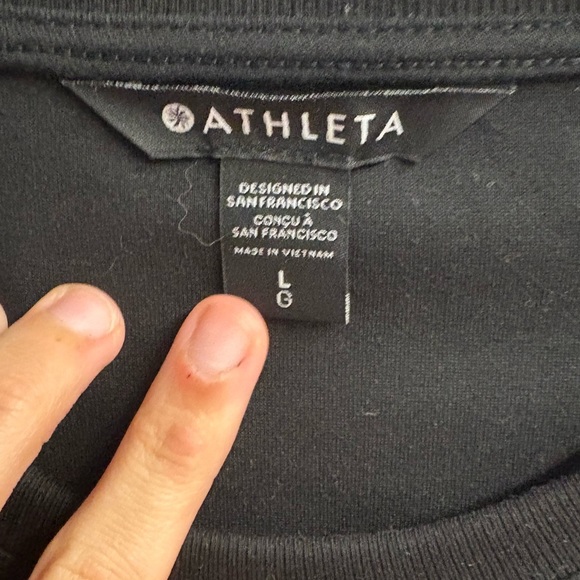 ATHLETA
DESIGNED IN
SAN FRANCISCO
CONÇU À
SAN FRANCISCO
MADE IN VIETNAM
L
G